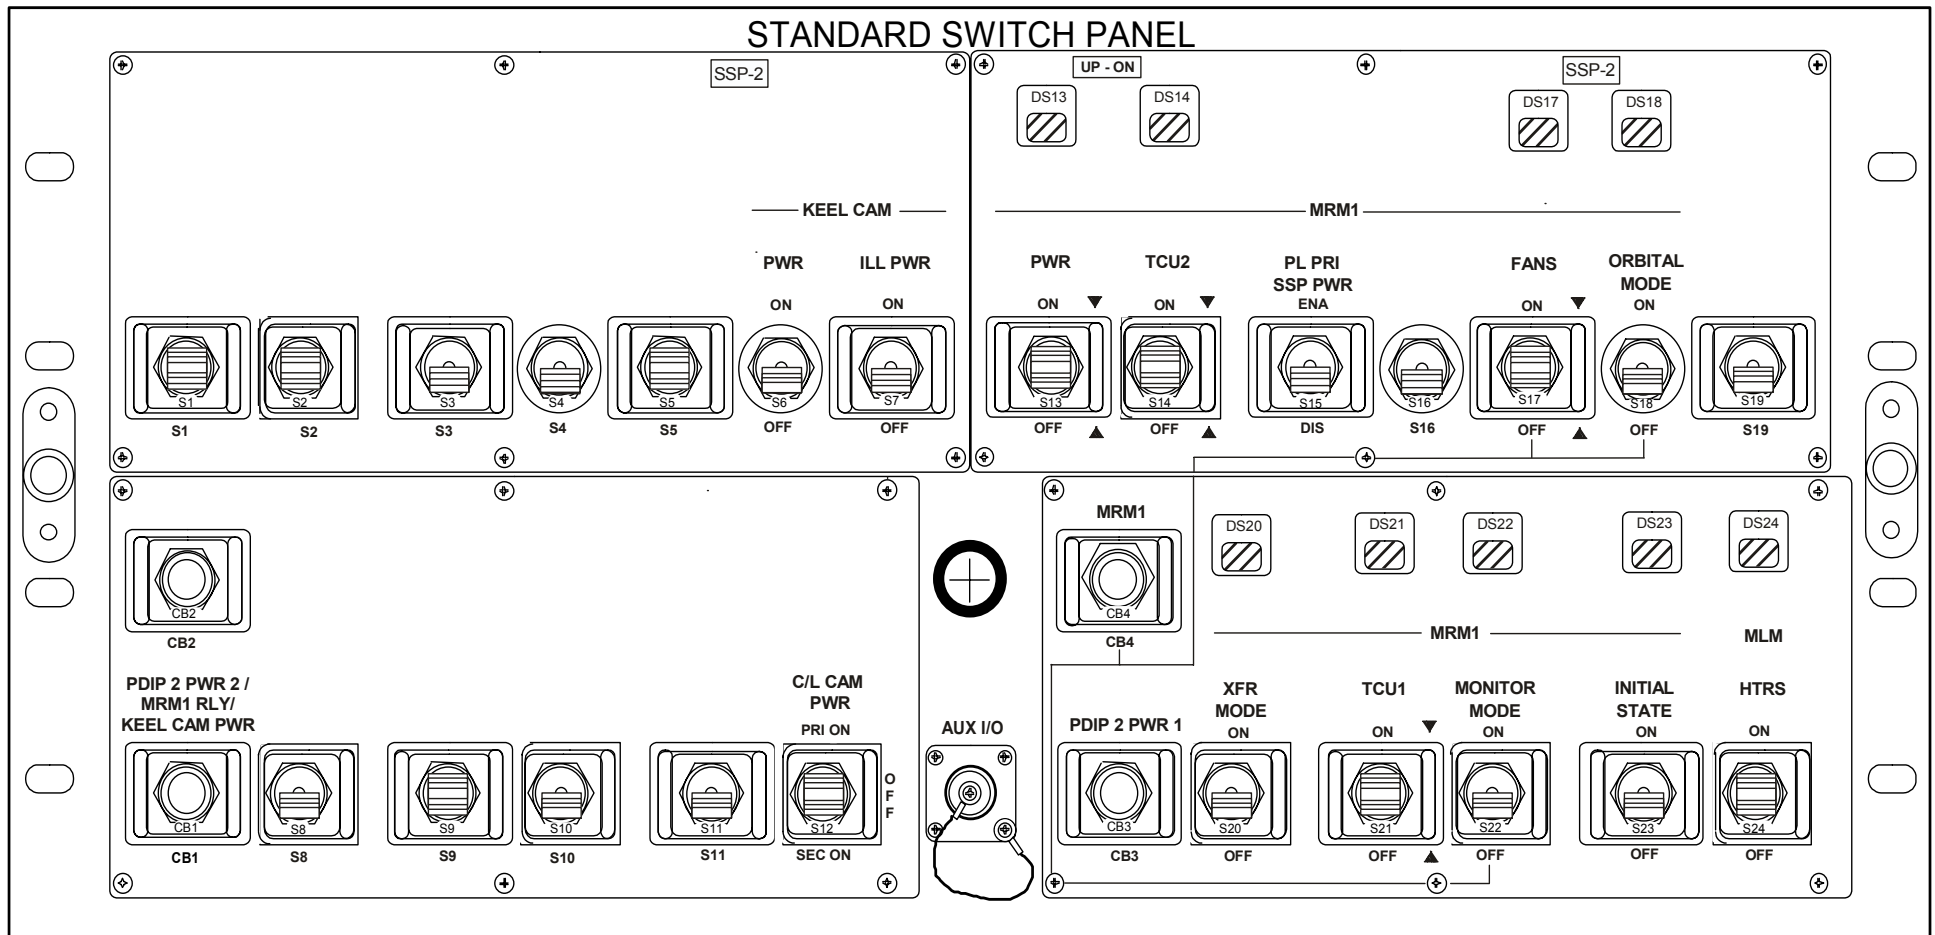 STANDARD SWITCH PANEL
SSP-2
KEEL CAM
PWR ILL PWR
ON ON
S1 S2 S3 S4 S5 S6 S7
S1 S2 S3 S4 S5 OFF OFF
UP - ON SSP-2
DS13 DS14 DS17 DS18
MRM1
PWR TCU2 PL PRI FANS ORBITAL
SSP PWR MODE
ON ON ENA ON ON
S13 S14 S15 S16 S17 S18 S19
OFF OFF DIS S16 OFF OFF S19
CB2
CB2
PDIP 2 PWR 2 / C/L CAM
MRM1 RLY/ PWR
KEEL CAM PWR PRI ON
OFF
CB1 S8 S9 S10 S11 S12
CB1 S8 S9 S10 S11 SEC ON
AUX I/O
MRM1
DS20 DS21 DS22 DS23 DS24
CB4
CB4
MRM1 MLM
XFR TCU1 MONITOR INITIAL HTRS
MODE MODE STATE
PDIP 2 PWR 1 ON ON ON ON ON
CB3 S20 S21 S22 S23 S24
CB3 OFF OFF OFF OFF OFF